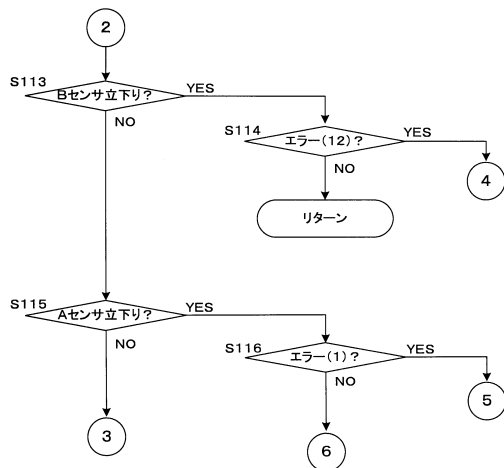 2
S113
Bセンサ立下り？
YES
NO
S114
エラー(12)？
YES
NO
4
リターン
S115
Aセンサ立下り？
YES
NO
S116
エラー(1)？
YES
NO
5
3
6